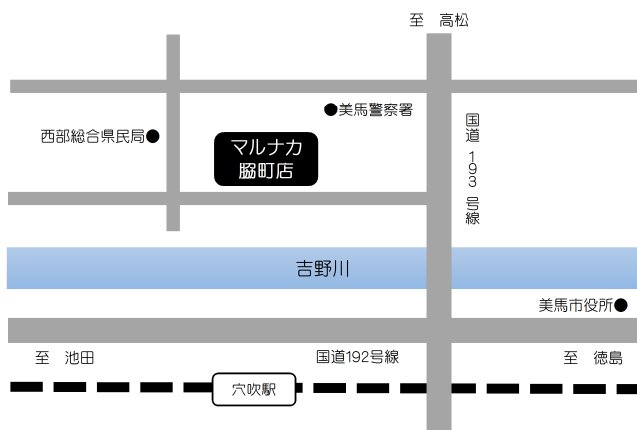 至　高松
●美馬警察署
西部総合県民局●
マルナカ
脇町店
国道193号線
吉野川
美馬市役所●
至　池田
国道192号線
至　徳島
穴吹駅